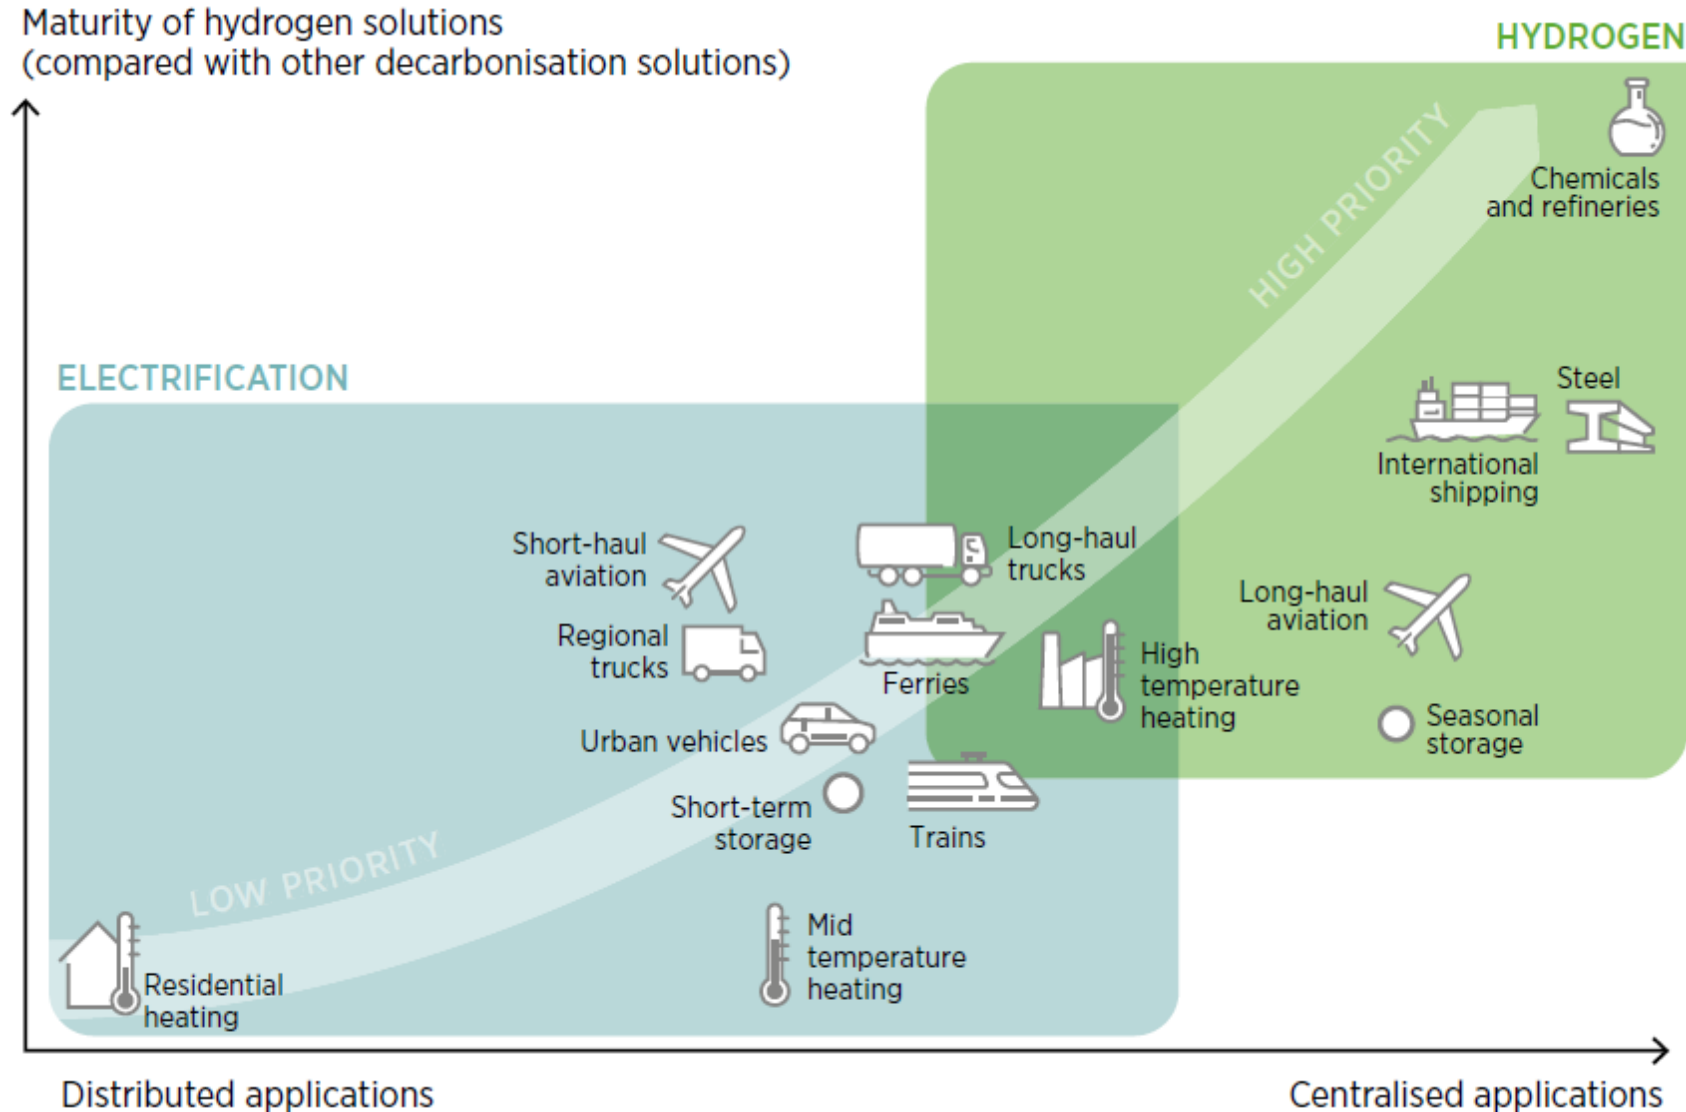 Maturity of hydrogen solutions
(compared with other decarbonisation solutions)
HYDROGEN
HIGH PRIORITY
Chemicals
and refineries
ELECTRIFICATION
Steel
International
shipping
Short-haul
aviation
Long-haul
trucks
Long-haul
aviation
Regional
trucks
Ferries
High
temperature
heating
Seasonal
storage
Urban vehicles
Short-term
storage
Trains
LOW PRIORITY
Mid
temperature
heating
Residential
heating
Distributed applications
Centralised applications